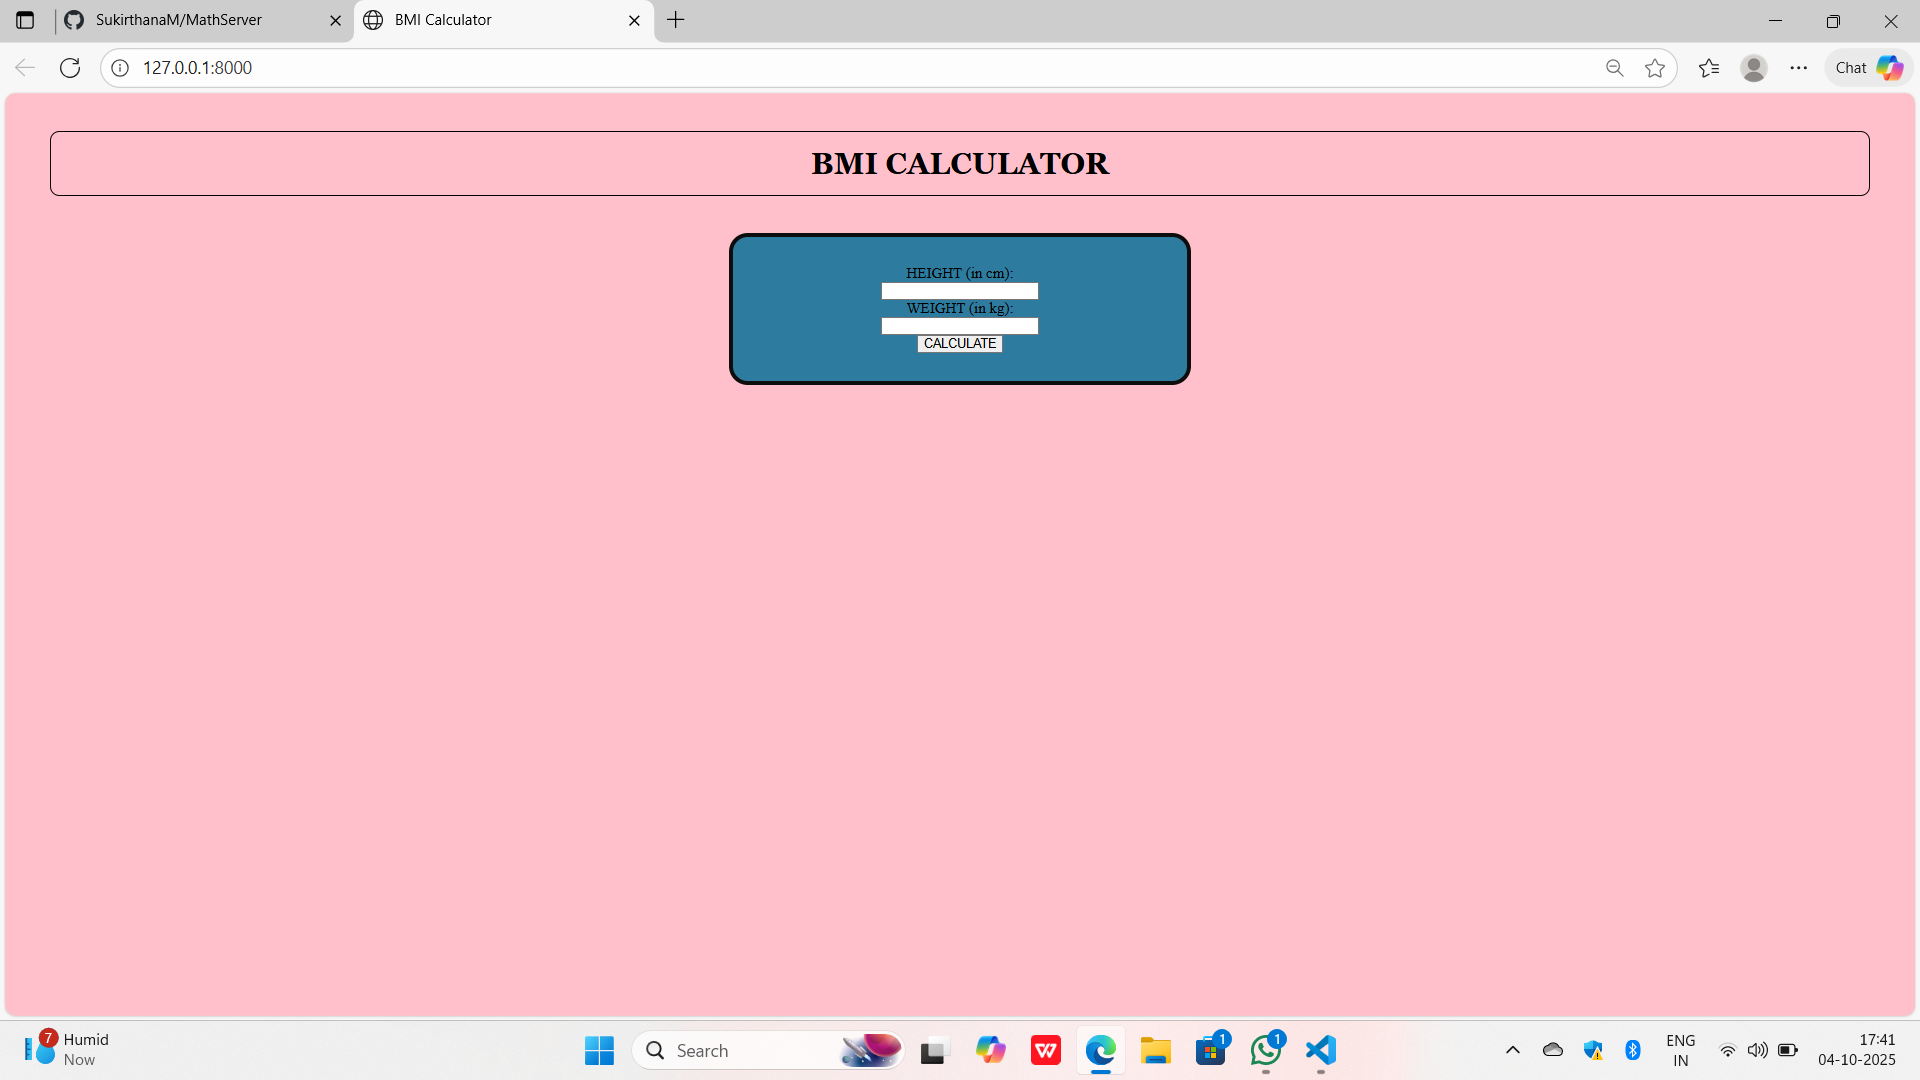 SukirthanaM/MathServer
BMI Calculator
127.0.0.1:8000
Chat
BMI CALCULATOR
HEIGHT (in cm):
WEIGHT (in kg):
CALCULATE
7
Humid
Now
Search
W
1
1
ENG
IN
17:41
04-10-2025